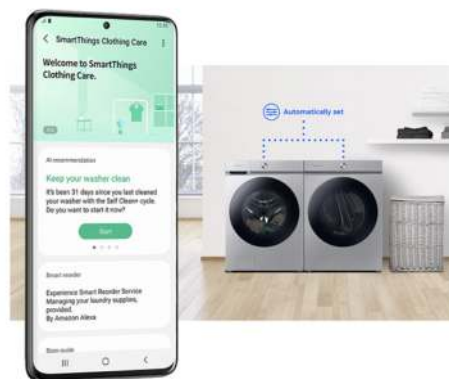 SmartThings Clothing Care
Welcome to SmartThings
Clothing Care.
AI recommendation
Keep your washer clean
It's been 31 days since you last cleaned
your washer with the Self Clean+ cycle.
Do you want to start it now?
Start
Smart reorder
Experience Smart Reorder Service
Managing your laundry supplies,
provided.
By Amazon Alexa
Automatically set